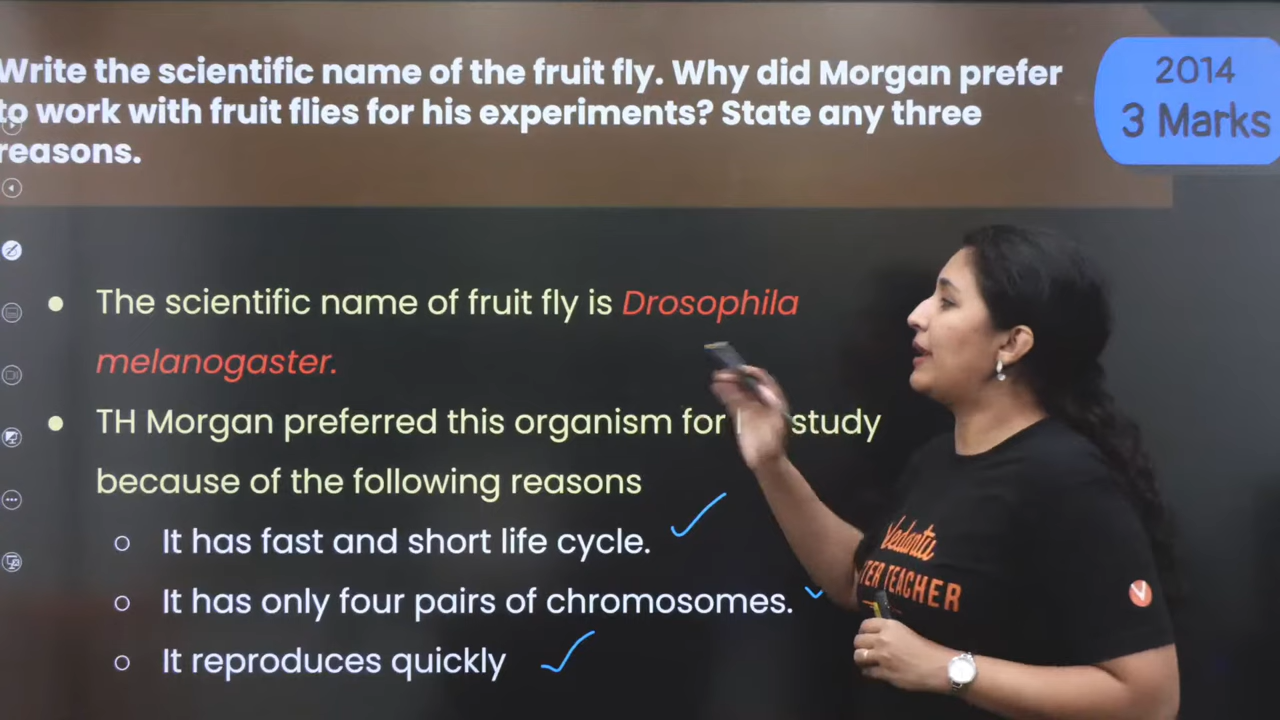 Write the scientific name of the fruit fly. Why did Morgan prefer
to work with fruit flies for his experiments? State any three
reasons.
2014
3 Marks
The scientific name of fruit fly is Drosophila
melanogaster.
TH Morgan preferred this organism for study
because of the following reasons
It has fast and short life cycle.
It has only four pairs of chromosomes.
It reproduces quickly
Vedantu
TEACHER
V